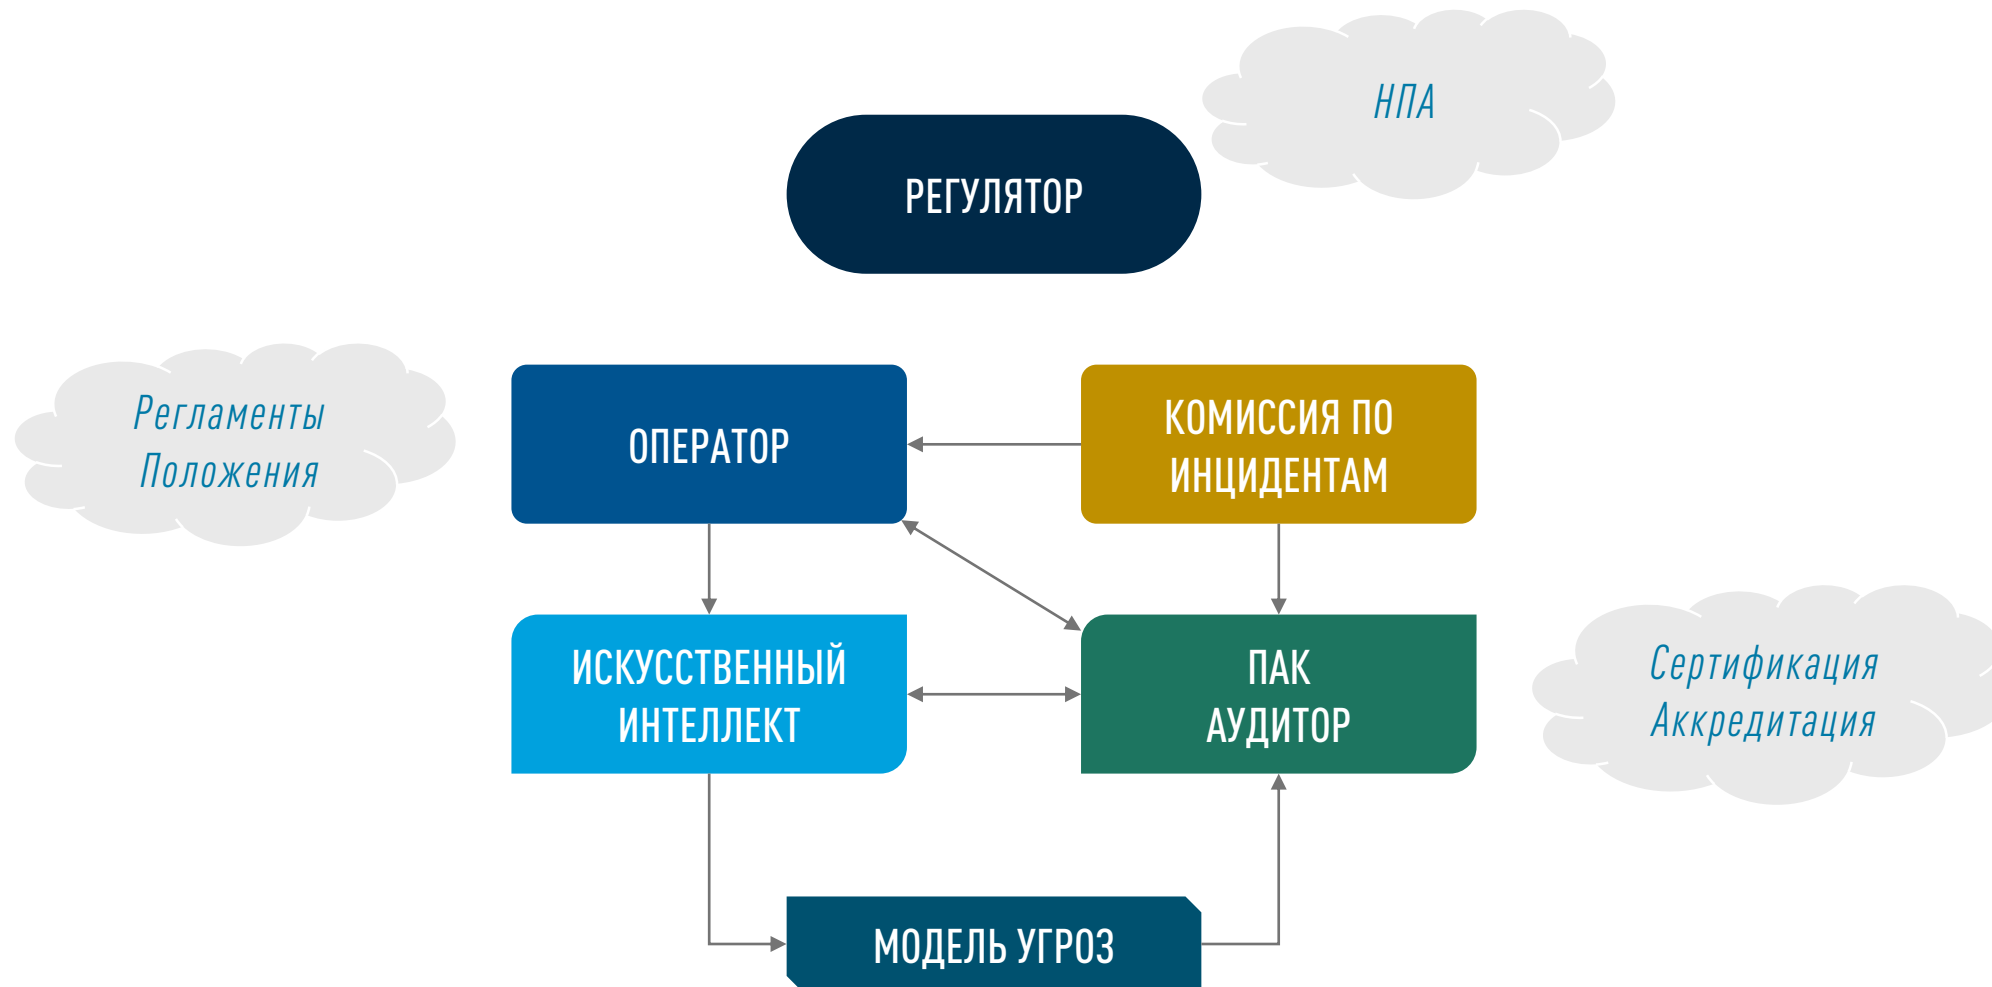 НПА
РЕГУЛЯТОР
Регламенты
Положения
ОПЕРАТОР
КОМИССИЯ ПО
ИНЦИДЕНТАМ
ИСКУССТВЕННЫЙ
ИНТЕЛЛЕКТ
ПАК
АУДИТОР
Сертификация
Аккредитация
МОДЕЛЬ УГРОЗ